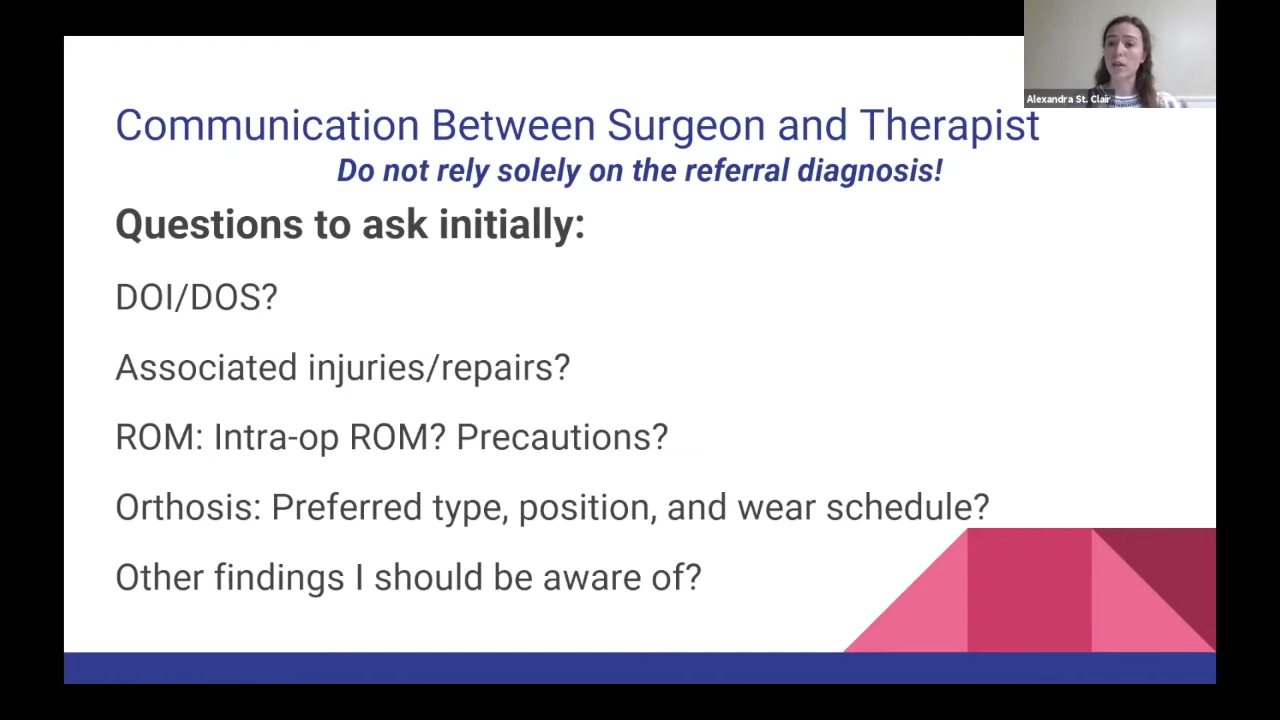 Alexandra St. Clair
Communication Between Surgeon and Therapist
Do not rely solely on the referral diagnosis!
Questions to ask initially:
DOI/DOS?
Associated injuries/repairs?
ROM: Intra-op ROM? Precautions?
Orthosis: Preferred type, position, and wear schedule?
Other findings I should be aware of?